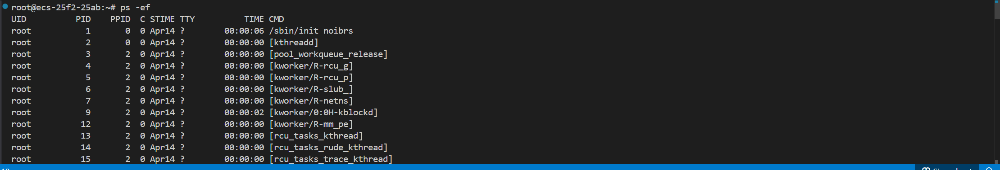 root@ecs-25f2-25ab:~# ps -ef
UID          PID    PPID  C STIME TTY          TIME CMD
root           1       0  0 Apr14 ?        00:00:06 /sbin/init noibrs
root           2       0  0 Apr14 ?        00:00:00 [kthreadd]
root           3       2  0 Apr14 ?        00:00:00 [pool_workqueue_release]
root           4       2  0 Apr14 ?        00:00:00 [kworker/R-rcu_g]
root           5       2  0 Apr14 ?        00:00:00 [kworker/R-rcu_p]
root           6       2  0 Apr14 ?        00:00:00 [kworker/R-slub_]
root           7       2  0 Apr14 ?        00:00:00 [kworker/R-netns]
root           9       2  0 Apr14 ?        00:00:02 [kworker/0:0H-kblockd]
root          12       2  0 Apr14 ?        00:00:00 [kworker/R-mm_pe]
root          13       2  0 Apr14 ?        00:00:00 [rcu_tasks_kthread]
root          14       2  0 Apr14 ?        00:00:00 [rcu_tasks_rude_kthread]
root          15       2  0 Apr14 ?        00:00:00 [rcu_tasks_trace_kthread]